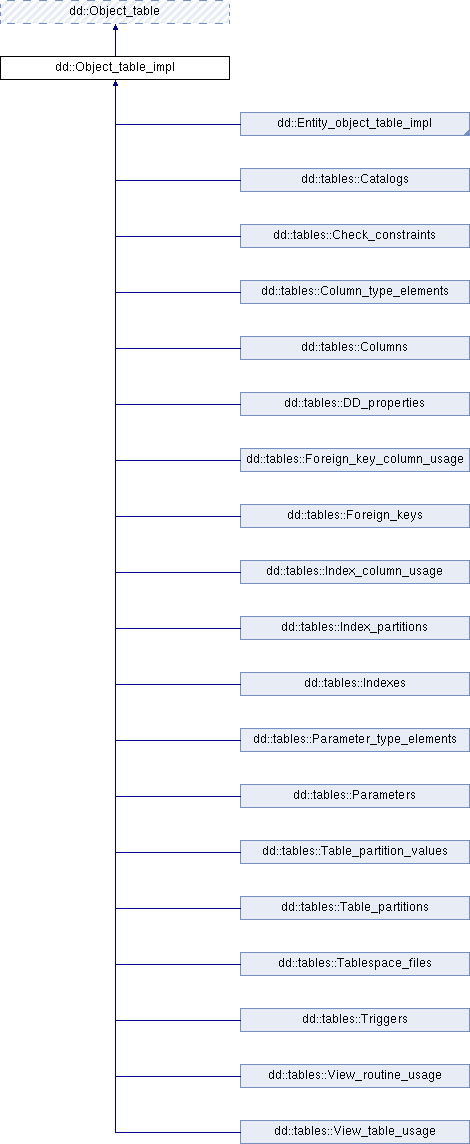 dd::Object_table
dd::Object_table_impl
dd::Entity_object_table_impl
dd::tables::Catalogs
dd::tables::Check_constraints
dd::tables::Column_type_elements
dd::tables::Columns
dd::tables::DD_properties
dd::tables::Foreign_key_column_usage
dd::tables::Foreign_keys
dd::tables::Index_column_usage
dd::tables::Index_partitions
dd::tables::Indexes
dd::tables::Parameter_type_elements
dd::tables::Parameters
dd::tables::Table_partition_values
dd::tables::Table_partitions
dd::tables::Tablespace_files
dd::tables::Triggers
dd::tables::View_routine_usage
dd::tables::View_table_usage